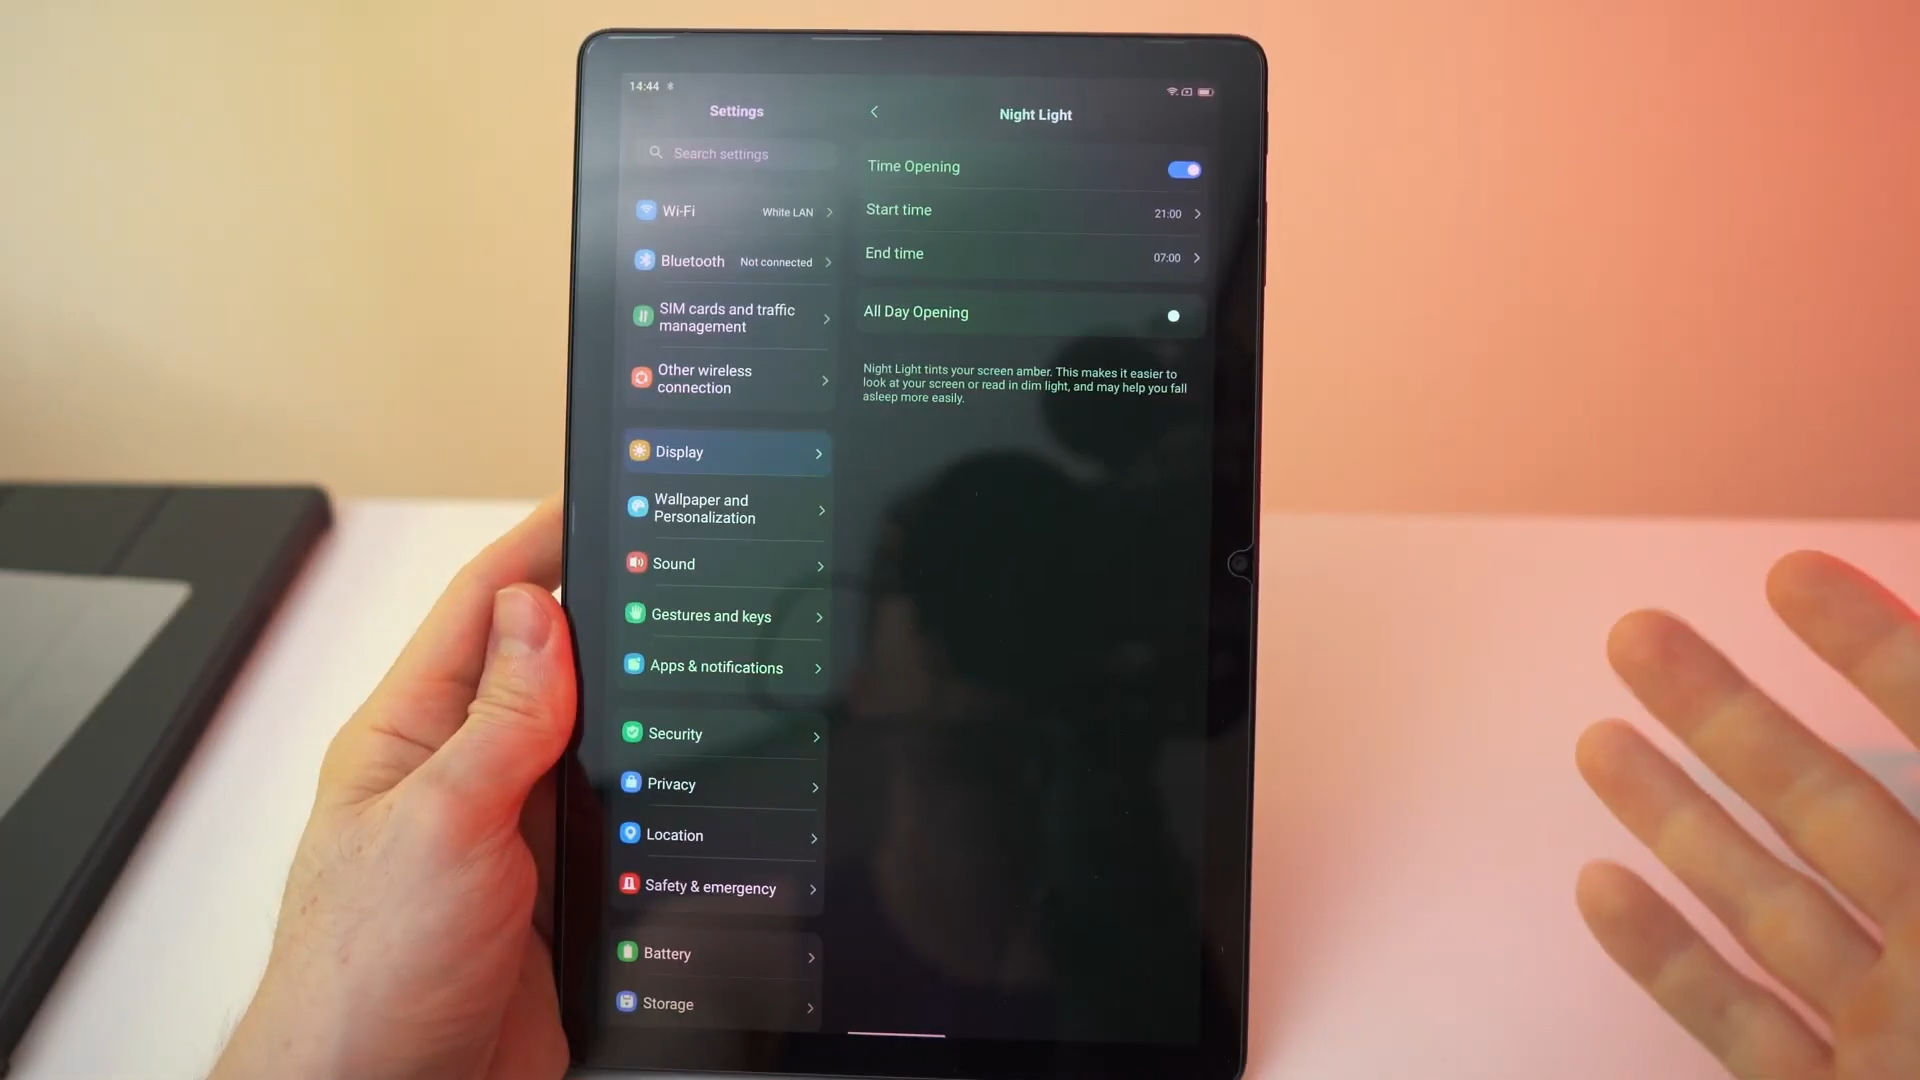 14:44
Settings
Search settings
Wi-Fi White LAN
Bluetooth Not connected
SIM cards and traffic
management
Other wireless
connection
Display
Wallpaper and
Personalization
Sound
Gestures and keys
Apps & notifications
Security
Privacy
Location
Safety & emergency
Battery
Storage
Night Light
Time Opening
Start time 21:00
End time 07:00
All Day Opening
Night Light tints your screen amber. This makes it easier to
look at your screen or read in dim light, and may help you fall
asleep more easily.